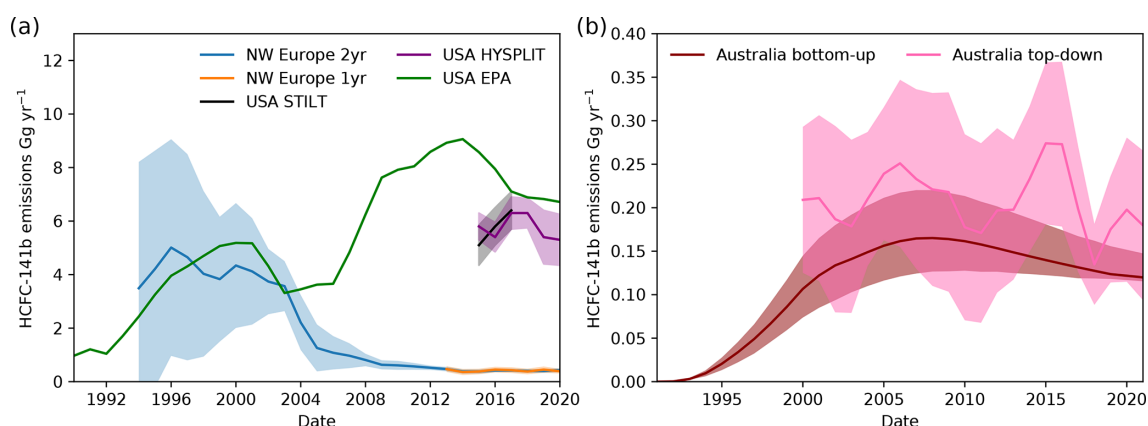 (a)
NW Europe 2yr
NW Europe 1yr
USA STILT
USA HYSPLIT
USA EPA
HCFC-141b emissions Gg yr⁻¹
12
10
8
6
4
2
0
1992 1996 2000 2004 2008 2012 2016 2020
Date
(b)
Australia bottom-up Australia top-down
HCFC-141b emissions Gg yr⁻¹
0.40
0.35
0.30
0.25
0.20
0.15
0.10
0.05
0.00
1995 2000 2005 2010 2015 2020
Date